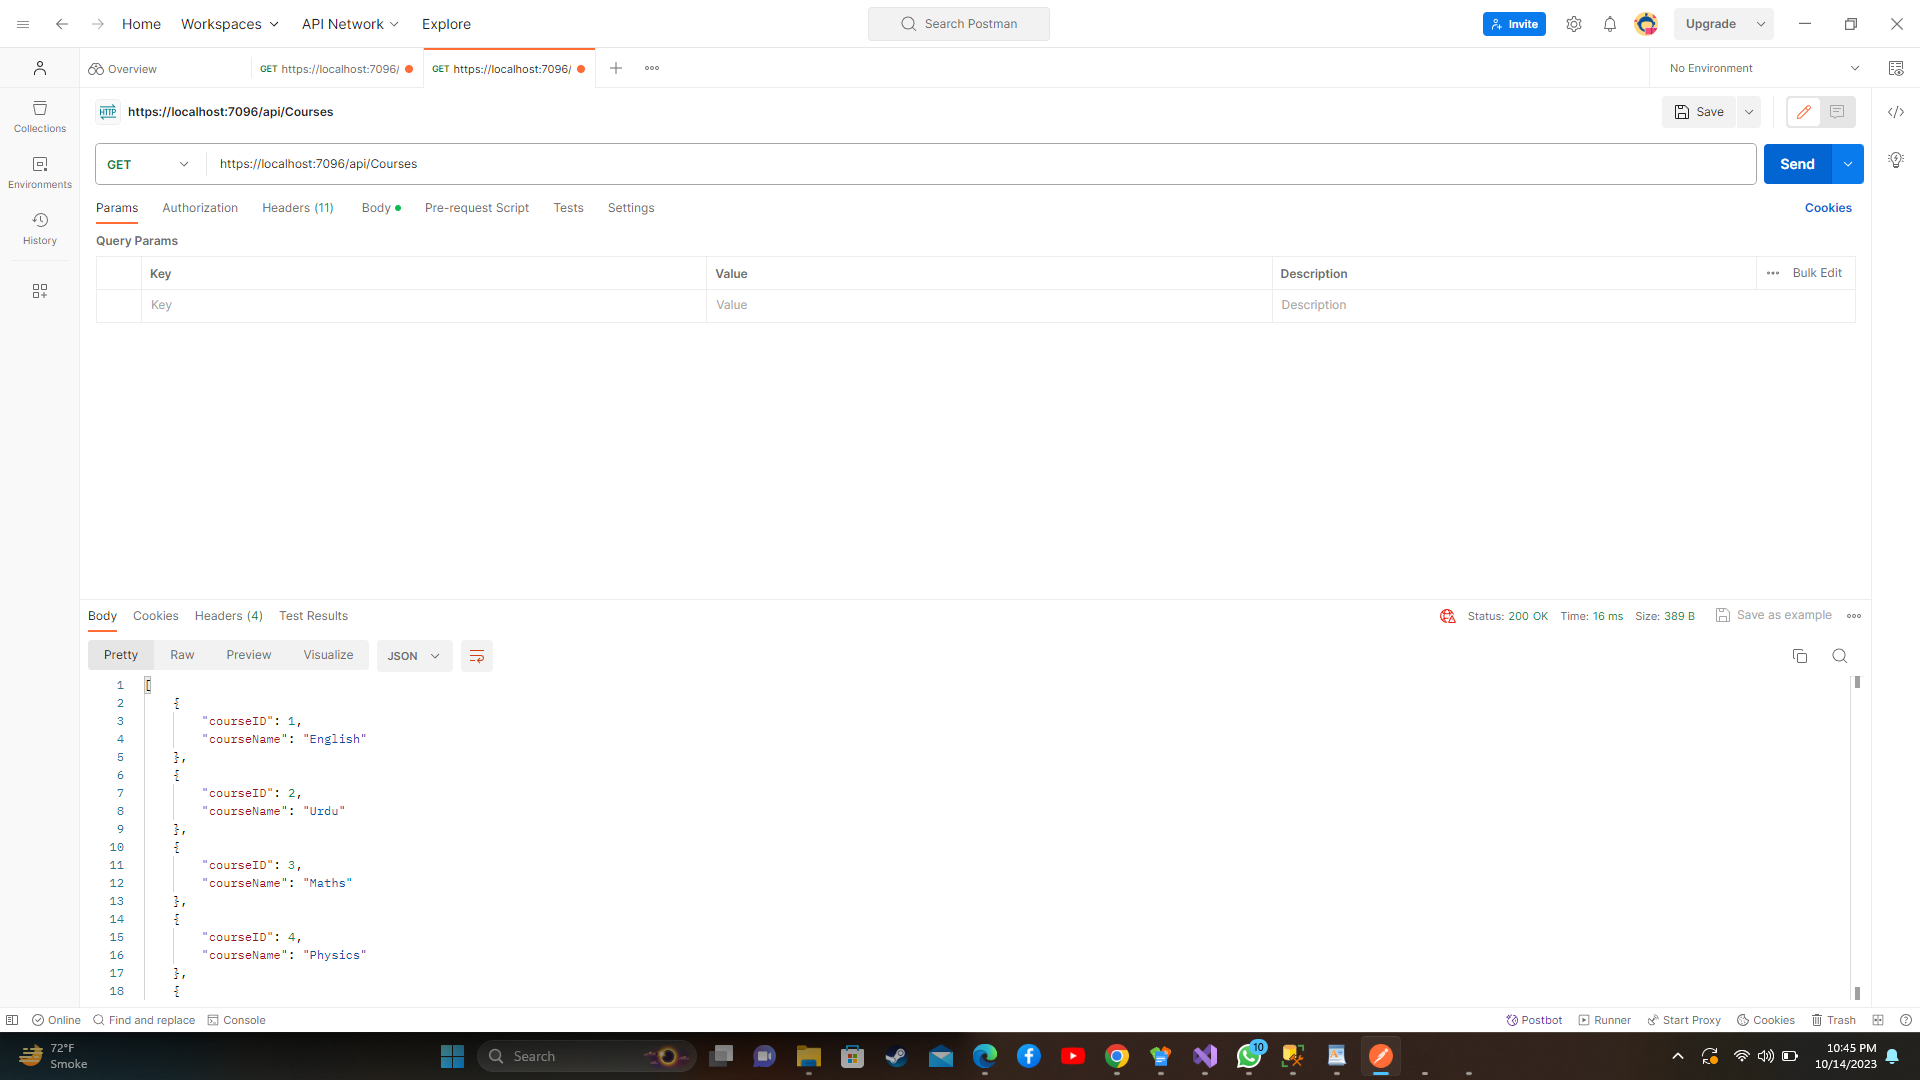 Home Workspaces API Network Explore Search Postman Invite Upgrade
Overview GET https://localhost:7096/ GET https://localhost:7096/ No Environment
HTTP https://localhost:7096/api/Courses Save
Collections
GET https://localhost:7096/api/Courses Send
Environments
Params Authorization Headers (11) Body Pre-request Script Tests Settings Cookies
History
Query Params
Key Value Description Bulk Edit
Key Value Description
Body Cookies Headers (4) Test Results Status: 200 OK Time: 16 ms Size: 389 B Save as example
Pretty Raw Preview Visualize JSON
1 [
2 {
3 "courseID": 1,
4 "courseName": "English"
5 },
6 {
7 "courseID": 2,
8 "courseName": "Urdu"
9 },
10 {
11 "courseID": 3,
12 "courseName": "Maths"
13 },
14 {
15 "courseID": 4,
16 "courseName": "Physics"
17 },
18 {
Online Find and replace Console Postbot Runner Start Proxy Cookies Trash
72°F
Smoke
Search
10
10:45 PM
10/14/2023